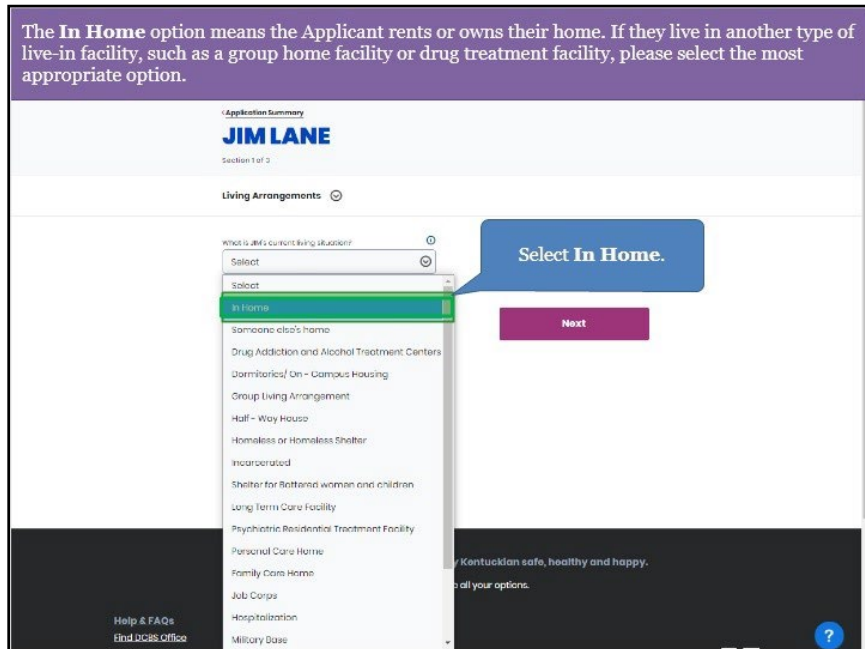 The In Home option means the Applicant rents or owns their home. If they live in another type of
live-in facility, such as a group home facility or drug treatment facility, please select the most
appropriate option.
‹Application Summary
JIM LANE
Section 1 of 3
Living Arrangements
What is JIM's current living situation?
Select
Select In Home.
Select
In Home
Next
Someone else's home
Drug Addiction and Alcohol Treatment Centers
Dormitories/ On - Campus Housing
Group Living Arrangement
Half - Way House
Homeless or Homeless Shelter
Incarcerated
Shelter for Battered women and children
Long Term Care Facility
Psychiatric Residential Treatment Facility
Personal Care Home
y Kentuckian safe, healthy and happy.
Family Care Home
all your options.
Job Corps
Help & FAQs
Hospitalization
Find DCBS Office
Military Base
?